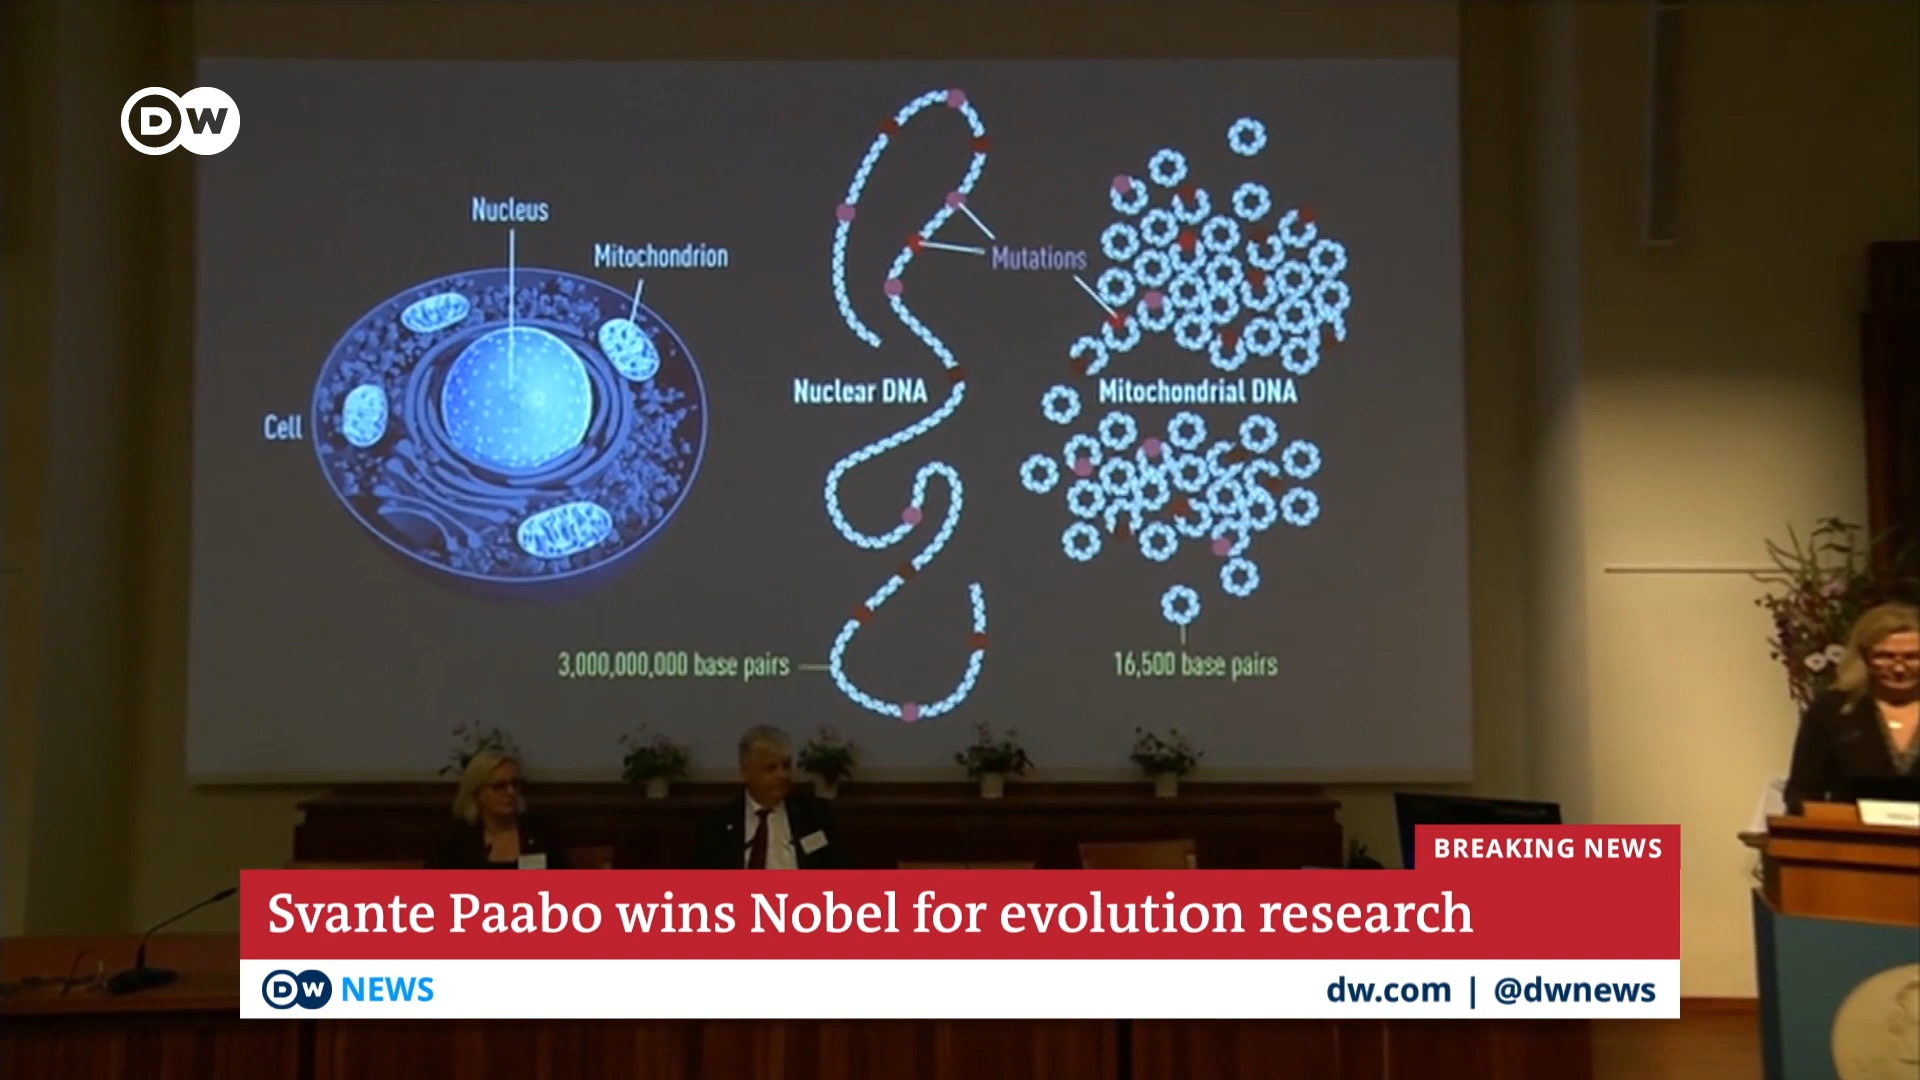 DW
Nucleus
Mitochondrion
Cell
Mutations
Nuclear DNA
Mitochondrial DNA
3,000,000,000 base pairs
16,500 base pairs
BREAKING NEWS
Svante Paabo wins Nobel for evolution research
DW NEWS
dw.com | @dwnews